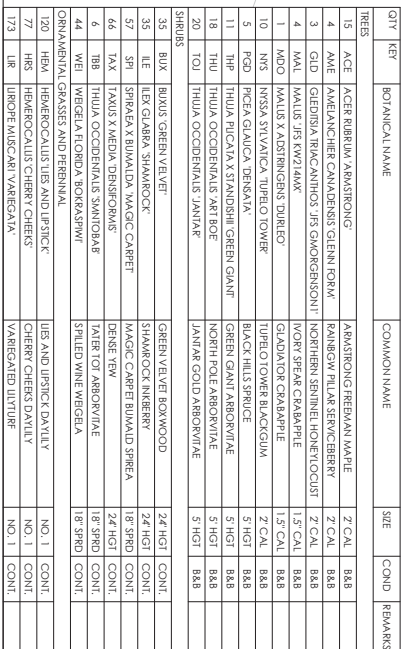 QTY KEY BOTANICAL NAME COMMON NAME SIZE COND REMARKS
TREES
15 ACE ACER RUBRUM 'ARMSTRONG' ARMSTRONG FREEMAN MAPLE 2' CAL B&B
4 AME AMELANCHIER CANADENSIS 'GLENN FORM' RAINBOW PILLAR SERVICEBERRY 2' CAL B&B
3 GLD GLEDITSIA TRIACANTHOS 'JFS GMORGENSON1' NORTHERN SENTINEL HONEYLOCUST 2' CAL B&B
4 MAL MALUS 'JFS KW214MX' IVORY SPEAR CRABAPPLE 1.5" CAL B&B
1 MDO MALUS X ADSTRINGENS 'DURLEO' GLADIATOR CRABAPPLE 1.5" CAL B&B
10 NYS NYSSA SYLVATICA 'TUPELO TOWER' TUPELO TOWER BLACKGUM 2' CAL B&B
5 PGD PICEA GLAUCA 'DENSATA' BLACK HILLS SPRUCE 5' HGT B&B
11 THP THUJA PLICATA X STANDISHII 'GREEN GIANT' GREEN GIANT ARBORVITAE 5' HGT B&B
18 THU THUJA OCCIDENTALIS 'ART BOE' NORTH POLE ARBORVITAE 5' HGT B&B
20 TOJ THUJA OCCIDENTALIS 'JANTAR' JANTAR GOLD ARBORVITAE 5' HGT B&B
SHRUBS
35 BUX BUXUS 'GREEN VELVET' GREEN VELVET BOXWOOD 24' HGT CONT.
35 ILE ILEX GLABRA 'SHAMROCK' SHAMROCK INKBERRY 24' HGT CONT.
57 SPI SPIRAEA X BUMALDA 'MAGIC CARPET' MAGIC CARPET BUMALD SPIREA 18" SPRD CONT.
66 TAX TAXUS X MEDIA 'DENSIFORMIS' DENSE YEW 24' HGT CONT.
6 TBB THUJA OCCIDENTALIS 'SMNTOBAB' TATER TOT ARBORVITAE 18" SPRD CONT.
44 WEI WEIGELA FLORIDA 'BOKRASPIWI' SPILLED WINE WEIGELA 18" SPRD CONT.
ORNAMENTAL GRASSES AND PERENNIAL
120 HEM HEMEROCALLUS 'LIES AND LIPSTICK' LIES AND LIPSTICK DAYLILY NO. 1 CONT.
77 HRS HEMEROCALLUS 'CHERRY CHEEKS' CHERRY CHEEKS DAYLILY NO. 1 CONT.
173 LIR LIRIOPE MUSCARI 'VARIEGATA' VARIEGATED LILYTURF NO. 1 CONT.